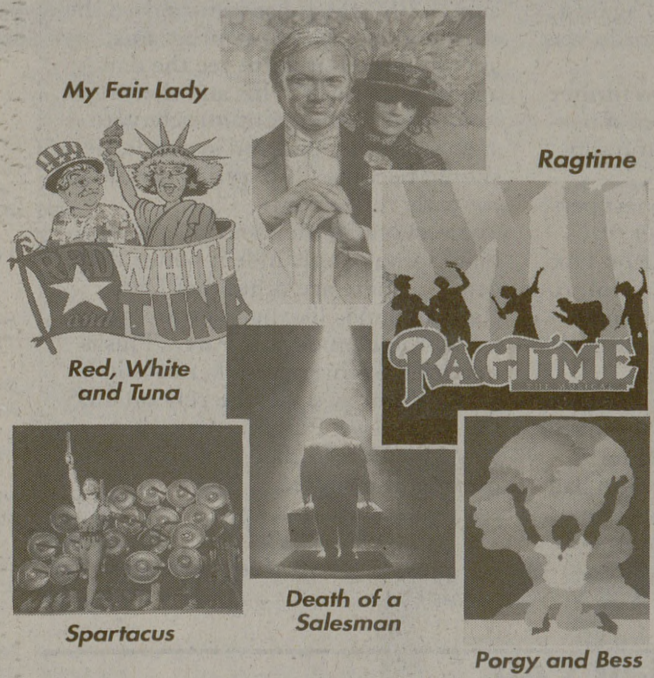 My Fair Lady
Ragtime
RED WHITE
and TUNA
RAGTIME
Red, White
and Tuna
Death of a
Salesman
Spartacus
Porgy and Bess